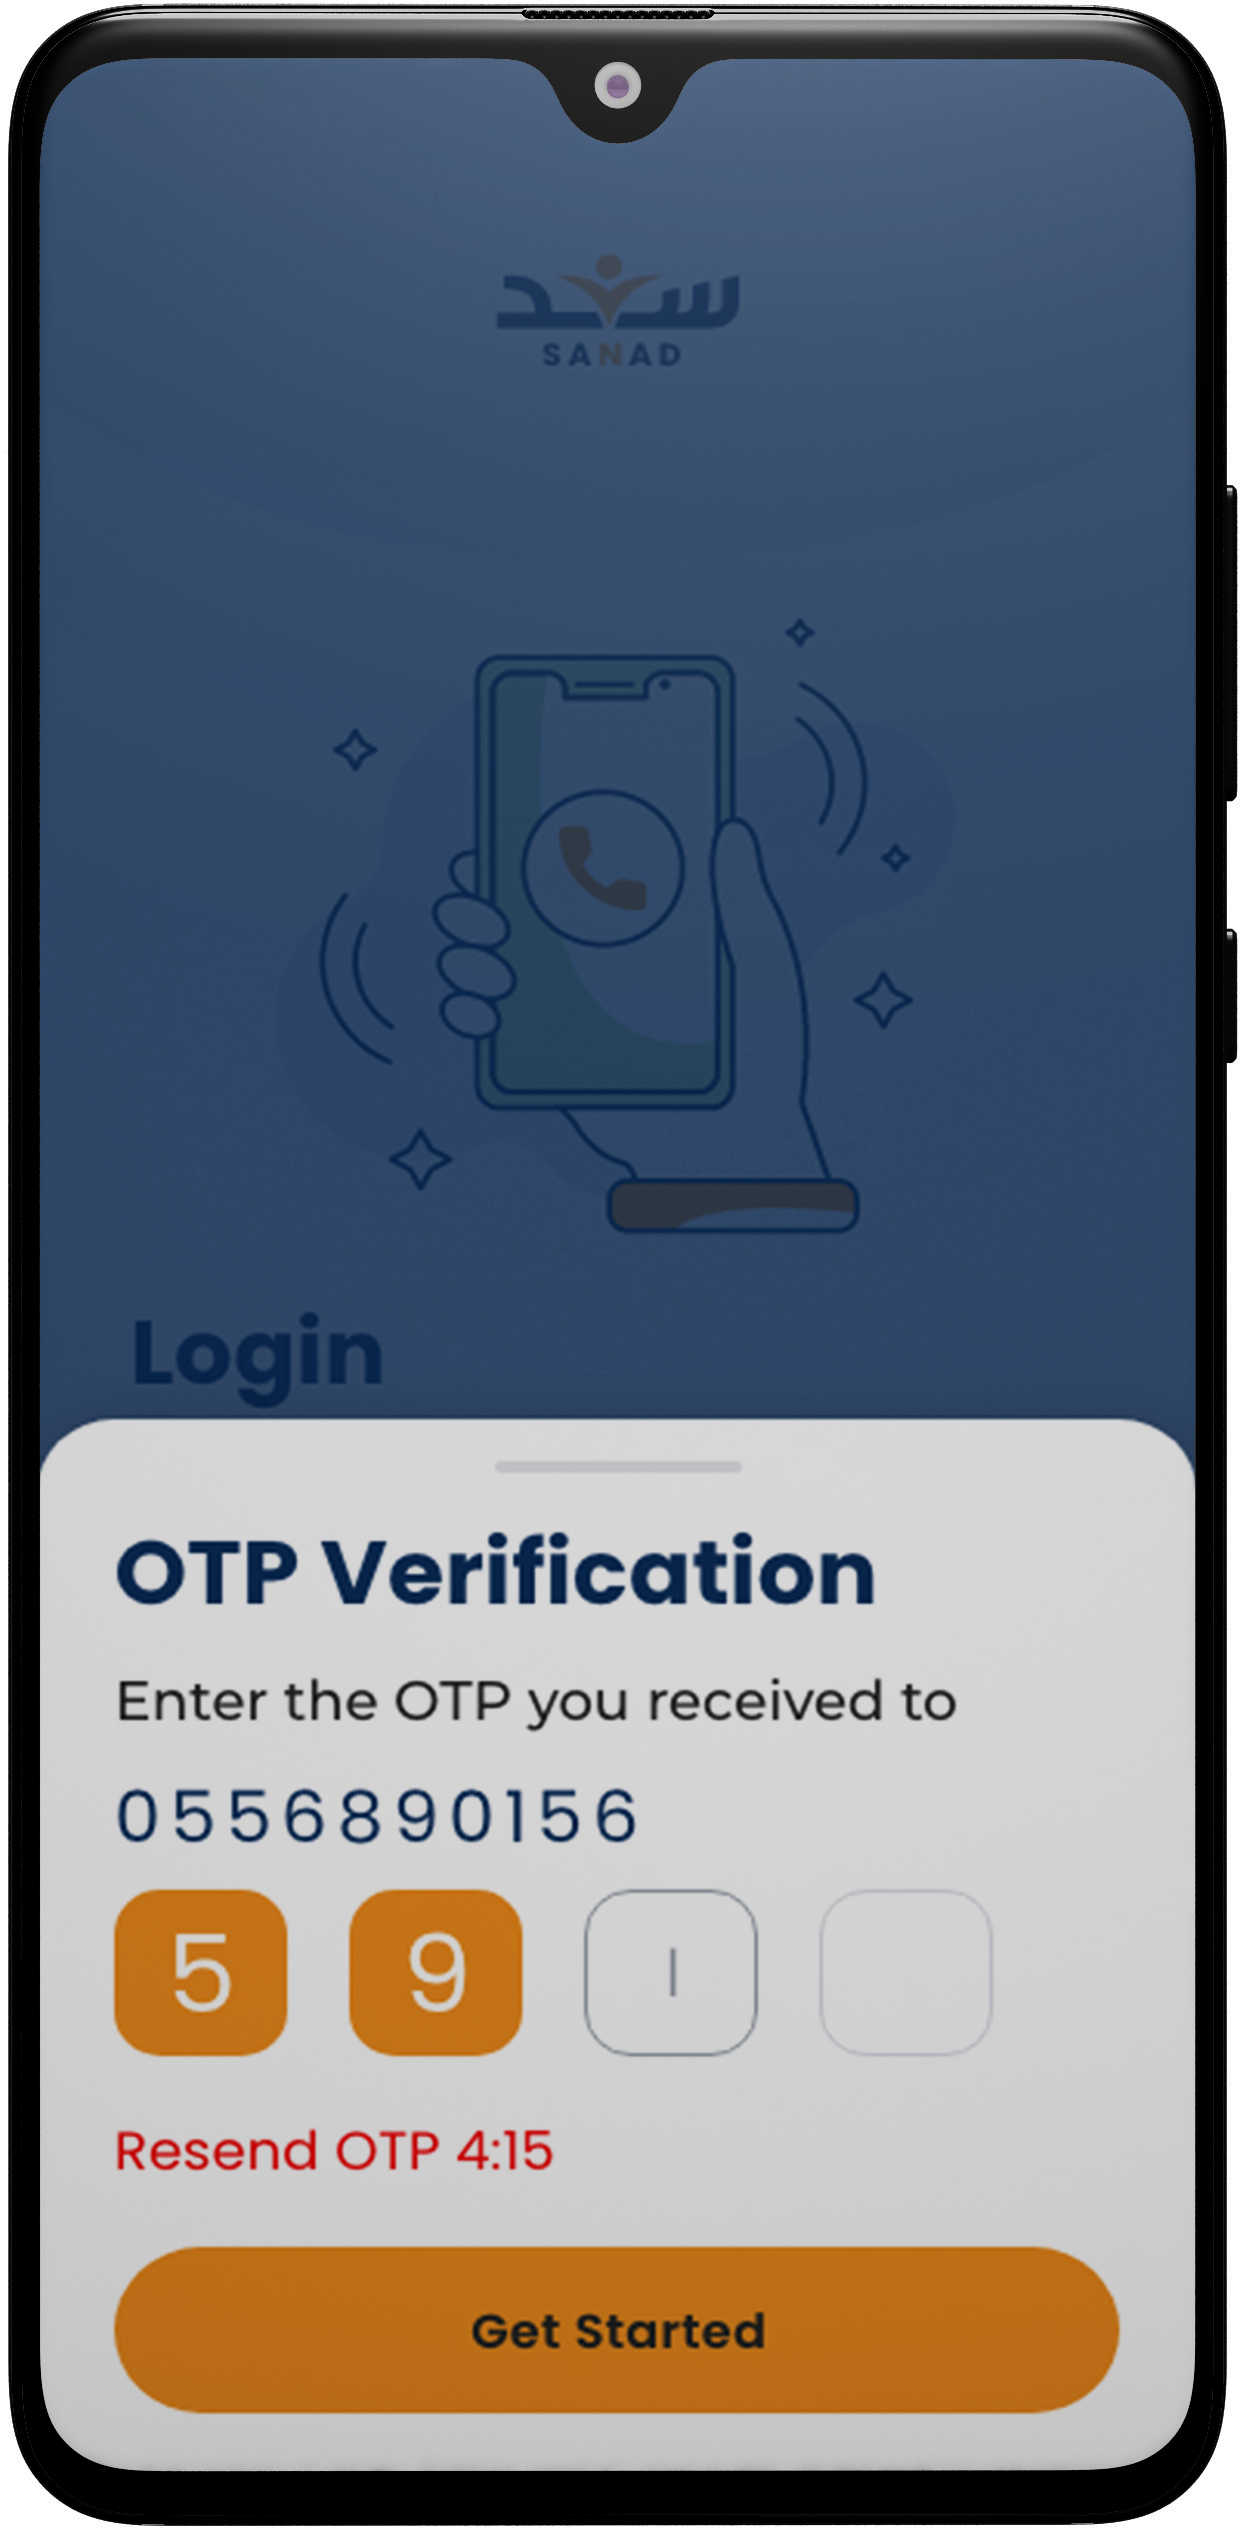 سند
SANAD
Login
OTP Verification
Enter the OTP you received to
0556890156
5 9
Resend OTP 4:15
Get Started